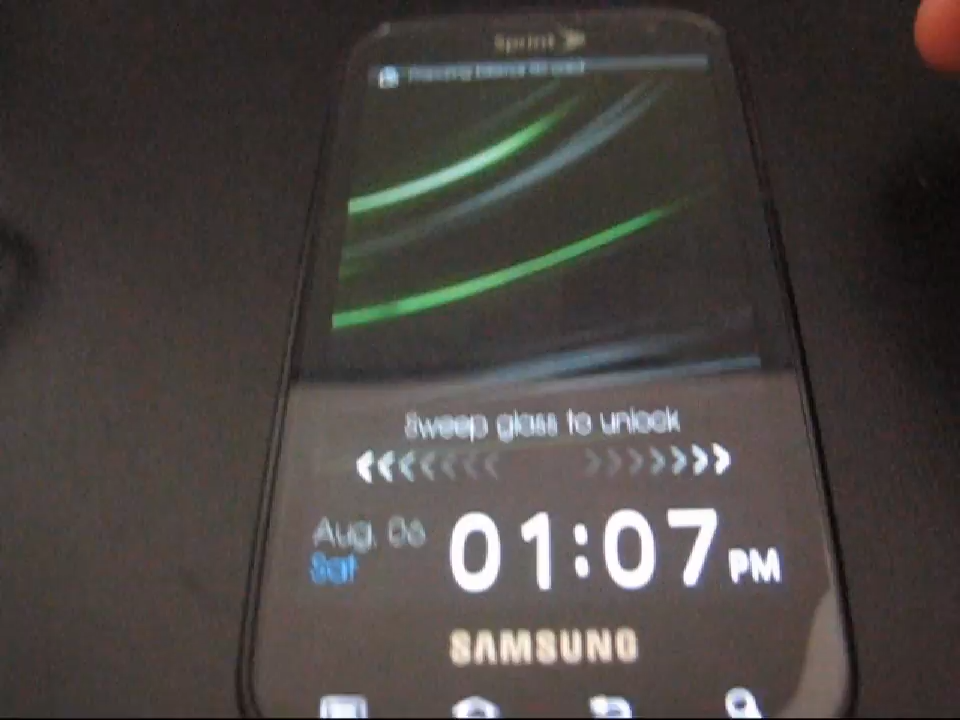 Sprint
Sweep glass to unlock
Aug. 06
Sat
01:07 PM
SAMSUNG